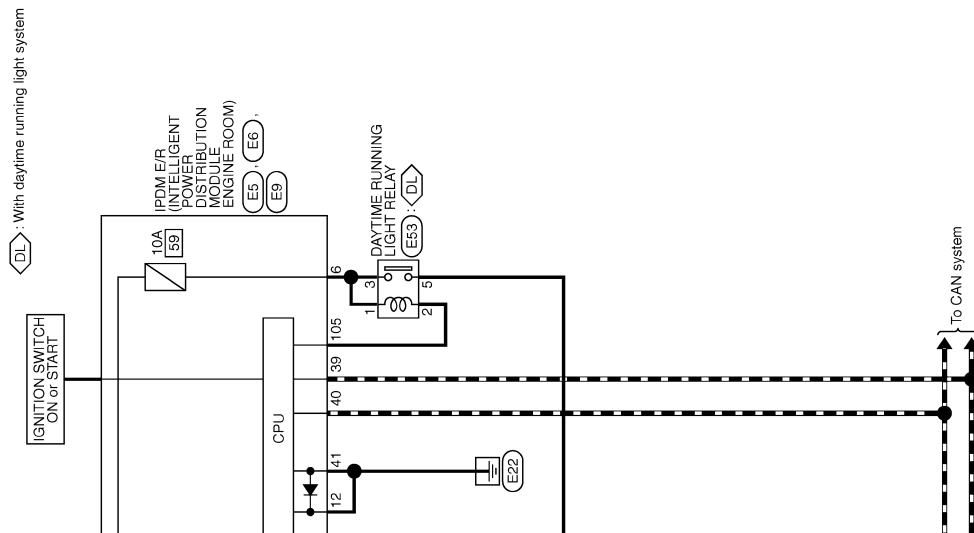 DL : With daytime running light system
IGNITION SWITCH
ON or START
IPDM E/R
(INTELLIGENT
POWER
DISTRIBUTION
MODULE
ENGINE ROOM)
E5 , E6 ,
E9
10A
59
DAYTIME RUNNING
LIGHT RELAY
E53 : DL
6
3
5
1
2
105
39
40
CPU
41
12
E22
To CAN system